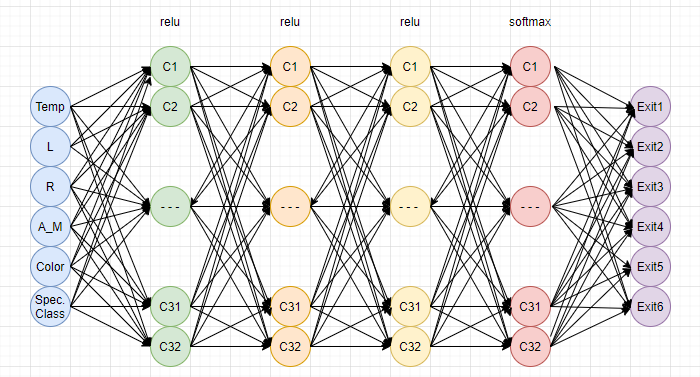 relu relu relu softmax
C1 C1 C1 C1
Temp C2 C2 C2 C2 Exit1
L Exit2
R Exit3
- - - - - - - - - - - -
A_M Exit4
Color Exit5
Spec.
Class C31 C31 C31 C31 Exit6
C32 C32 C32 C32